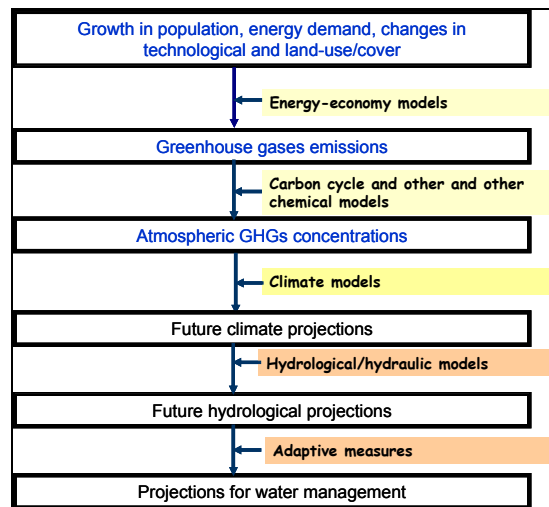 Growth in population, energy demand, changes in
technological and land-use/cover
Energy-economy models
Greenhouse gases emissions
Carbon cycle and other and other
chemical models
Atmospheric GHGs concentrations
Climate models
Future climate projections
Hydrological/hydraulic models
Future hydrological projections
Adaptive measures
Projections for water management